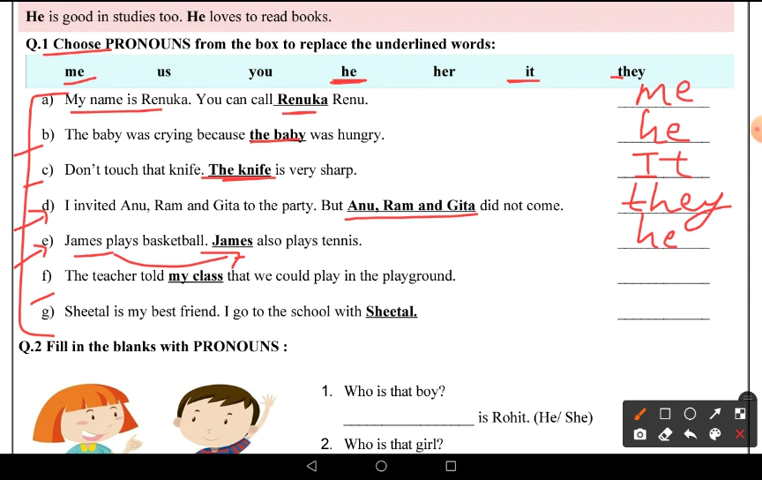 He is good in studies too. He loves to read books.
Q.1 Choose PRONOUNS from the box to replace the underlined words:
me us you he her it they
a) My name is Renuka. You can call Renuka Renu. me
b) The baby was crying because the baby was hungry. he
c) Don't touch that knife. The knife is very sharp. It
d) I invited Anu, Ram and Gita to the party. But Anu, Ram and Gita did not come. they
e) James plays basketball. James also plays tennis. he
f) The teacher told my class that we could play in the playground.
g) Sheetal is my best friend. I go to the school with Sheetal.
Q.2 Fill in the blanks with PRONOUNS :
1. Who is that boy?
is Rohit. (He/ She)
2. Who is that girl?